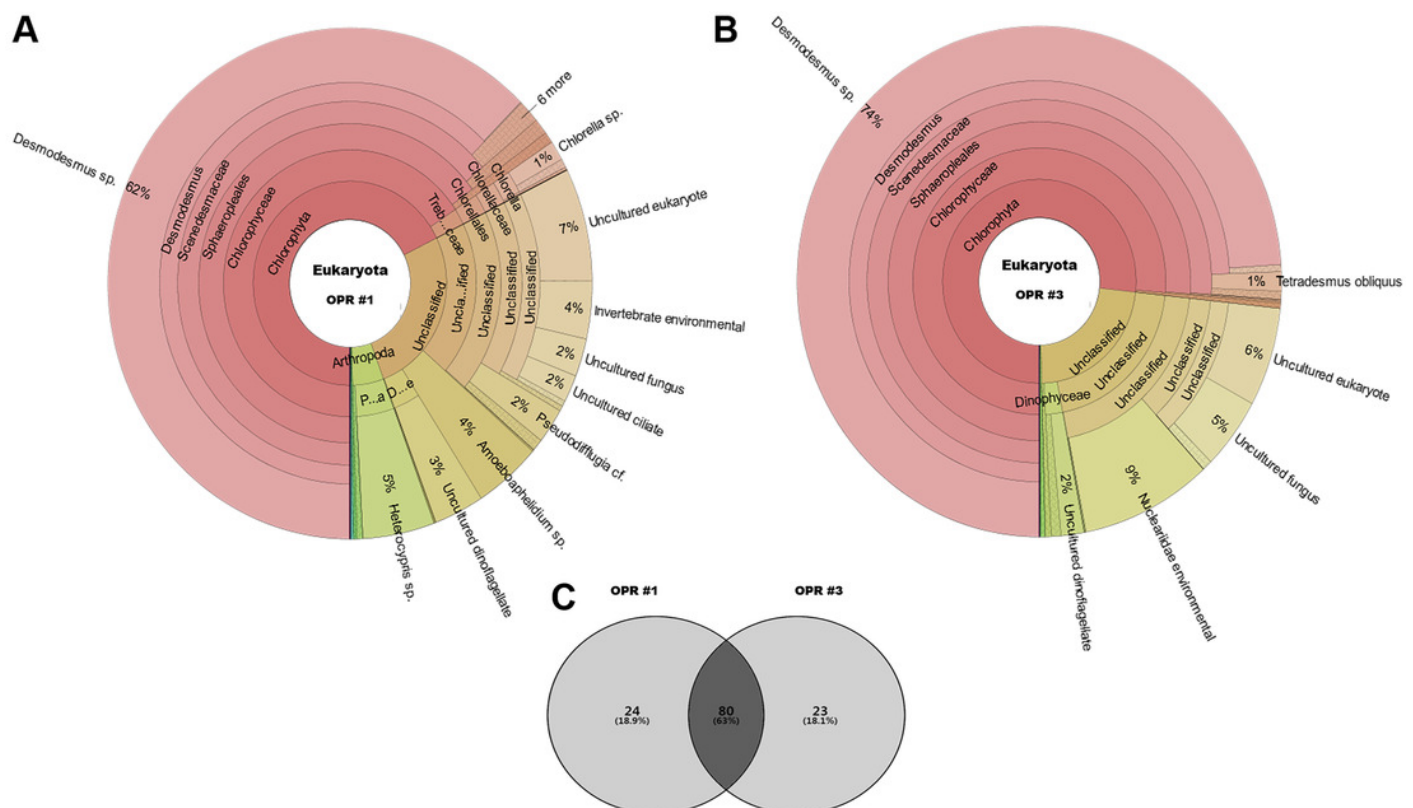 A
Desmodesmus sp. 62%
Desmodesmus
Scenedesmaceae
Sphaeropleales
Chlorophyceae
Chlorophyta
Eukaryota
OPR #1
6 more
Chlorella sp.
1%
Treb...ceae
Chlorellales
Chlorellaceae
Chlorella
Uncultured eukaryote
7%
Invertebrate environmental
4%
Uncultured fungus
2%
Uncultured ciliate
2%
Pseudodifflugia cf.
2%
Unclassified
Uncla...ified
Unclassified
Unclassified
Unclassified
4% Amoeboaphelidium sp.
3% Uncultured dinoflagellate
5% Heterocypris sp.
Arthropoda
P...a
D...e
B
Desmodesmus sp. 74%
Desmodesmus
Scenedesmaceae
Sphaeropleales
Chlorophyceae
Chlorophyta
Eukaryota
OPR #3
1% Tetradesmus obliquus
6% Uncultured eukaryote
5% Uncultured fungus
9% Nucleariidae environmental
2% Uncultured dinoflagellate
Unclassified
Unclassified
Unclassified
Unclassified
Unclassified
Dinophyceae
C
OPR #1
OPR #3
24
(18.9%)
80
(63%)
23
(18.1%)